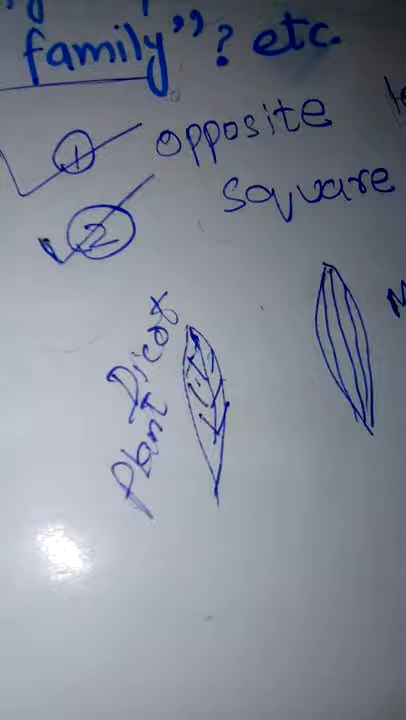 family"? etc.
1 opposite
2 square
Dicot
Plant